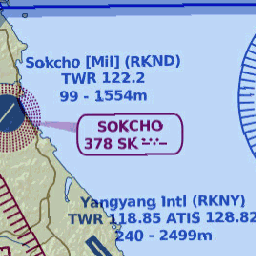 Sokcho [Mil] (RKND)
TWR 122.2
99 - 1554m
SOKCHO
378 SK
Yangyang Intl (RKNY)
TWR 118.85 ATIS 128.82
240 - 2499m